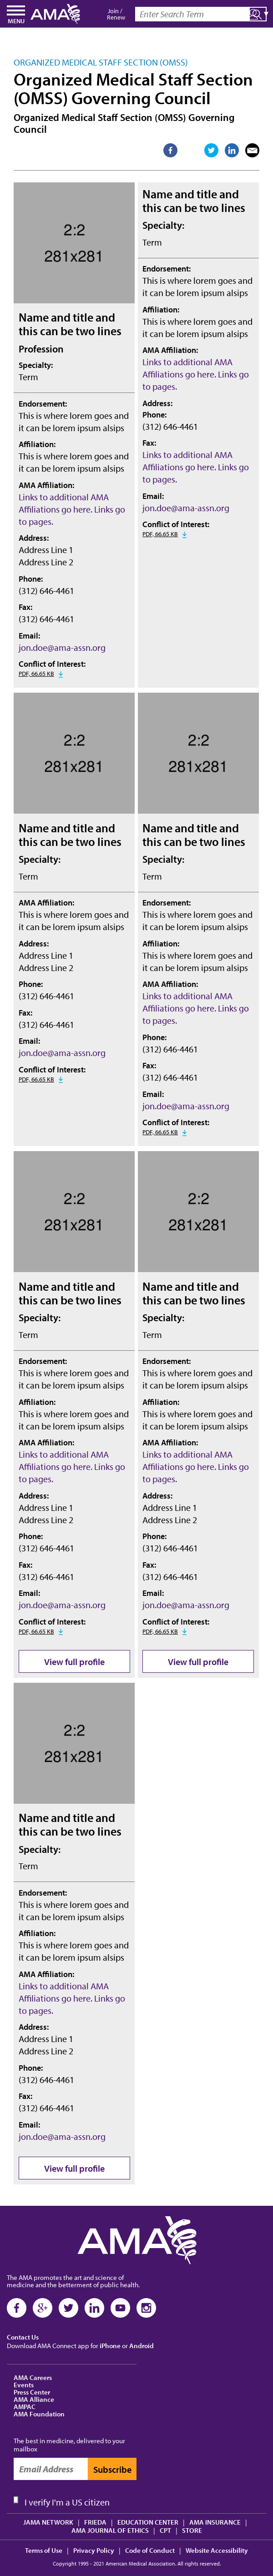 MENU
AMA
Join /
Renew
Enter Search Term
ORGANIZED MEDICAL STAFF SECTION (OMSS)
Organized Medical Staff Section
(OMSS) Governing Council
Organized Medical Staff Section (OMSS) Governing
Council
2:2
281x281
Name and title and
this can be two lines
Profession
Specialty:
Term
Endorsement:
This is where lorem goes and
it can be lorem ipsum alsips
Affiliation:
This is where lorem goes and
it can be lorem ipsum alsips
AMA Affiliation:
Links to additional AMA
Affiliations go here. Links go
to pages.
Address:
Address Line 1
Address Line 2
Phone:
(312) 646-4461
Fax:
(312) 646-4461
Email:
jon.doe@ama-assn.org
Conflict of Interest:
PDF, 66.65 KB
Name and title and
this can be two lines
Specialty:
Term
Endorsement:
This is where lorem goes and
it can be lorem ipsum alsips
Affiliation:
This is where lorem goes and
it can be lorem ipsum alsips
AMA Affiliation:
Links to additional AMA
Affiliations go here. Links go
to pages.
Address:
Phone:
(312) 646-4461
Fax:
Links to additional AMA
Affiliations go here. Links go
to pages.
Email:
jon.doe@ama-assn.org
Conflict of Interest:
PDF, 66.65 KB
2:2
281x281
Name and title and
this can be two lines
Specialty:
Term
AMA Affiliation:
This is where lorem goes and
it can be lorem ipsum alsips
Address:
Address Line 1
Address Line 2
Phone:
(312) 646-4461
Fax:
(312) 646-4461
Email:
jon.doe@ama-assn.org
Conflict of Interest:
PDF, 66.65 KB
2:2
281x281
Name and title and
this can be two lines
Specialty:
Term
Endorsement:
This is where lorem goes and
it can be lorem ipsum alsips
Affiliation:
This is where lorem goes and
it can be lorem ipsum alsips
AMA Affiliation:
Links to additional AMA
Affiliations go here. Links go
to pages.
Phone:
(312) 646-4461
Fax:
(312) 646-4461
Email:
jon.doe@ama-assn.org
Conflict of Interest:
PDF, 66.65 KB
2:2
281x281
Name and title and
this can be two lines
Specialty:
Term
Endorsement:
This is where lorem goes and
it can be lorem ipsum alsips
Affiliation:
This is where lorem goes and
it can be lorem ipsum alsips
AMA Affiliation:
Links to additional AMA
Affiliations go here. Links go
to pages.
Address:
Address Line 1
Address Line 2
Phone:
(312) 646-4461
Fax:
(312) 646-4461
Email:
jon.doe@ama-assn.org
Conflict of Interest:
PDF, 66.65 KB
View full profile
2:2
281x281
Name and title and
this can be two lines
Specialty:
Term
Endorsement:
This is where lorem goes and
it can be lorem ipsum alsips
Affiliation:
This is where lorem goes and
it can be lorem ipsum alsips
AMA Affiliation:
Links to additional AMA
Affiliations go here. Links go
to pages.
Address:
Address Line 1
Address Line 2
Phone:
(312) 646-4461
Fax:
(312) 646-4461
Email:
jon.doe@ama-assn.org
Conflict of Interest:
PDF, 66.65 KB
View full profile
2:2
281x281
Name and title and
this can be two lines
Specialty:
Term
Endorsement:
This is where lorem goes and
it can be lorem ipsum alsips
Affiliation:
This is where lorem goes and
it can be lorem ipsum alsips
AMA Affiliation:
Links to additional AMA
Affiliations go here. Links go
to pages.
Address:
Address Line 1
Address Line 2
Phone:
(312) 646-4461
Fax:
(312) 646-4461
Email:
jon.doe@ama-assn.org
View full profile
AMA
The AMA promotes the art and science of
medicine and the betterment of public health.
Contact Us
Download AMA Connect app for iPhone or Android
AMA Careers
Events
Press Center
AMA Alliance
AMPAC
AMA Foundation
The best in medicine, delivered to your
mailbox
Email Address
Subscribe
I verify I'm a US citizen
JAMA NETWORK | FRIEDA | EDUCATION CENTER | AMA INSURANCE |
AMA JOURNAL OF ETHICS | CPT | STORE
Terms of Use | Privacy Policy | Code of Conduct | Website Accessibility
Copyright 1995 - 2021 American Medical Association. All rights reserved.